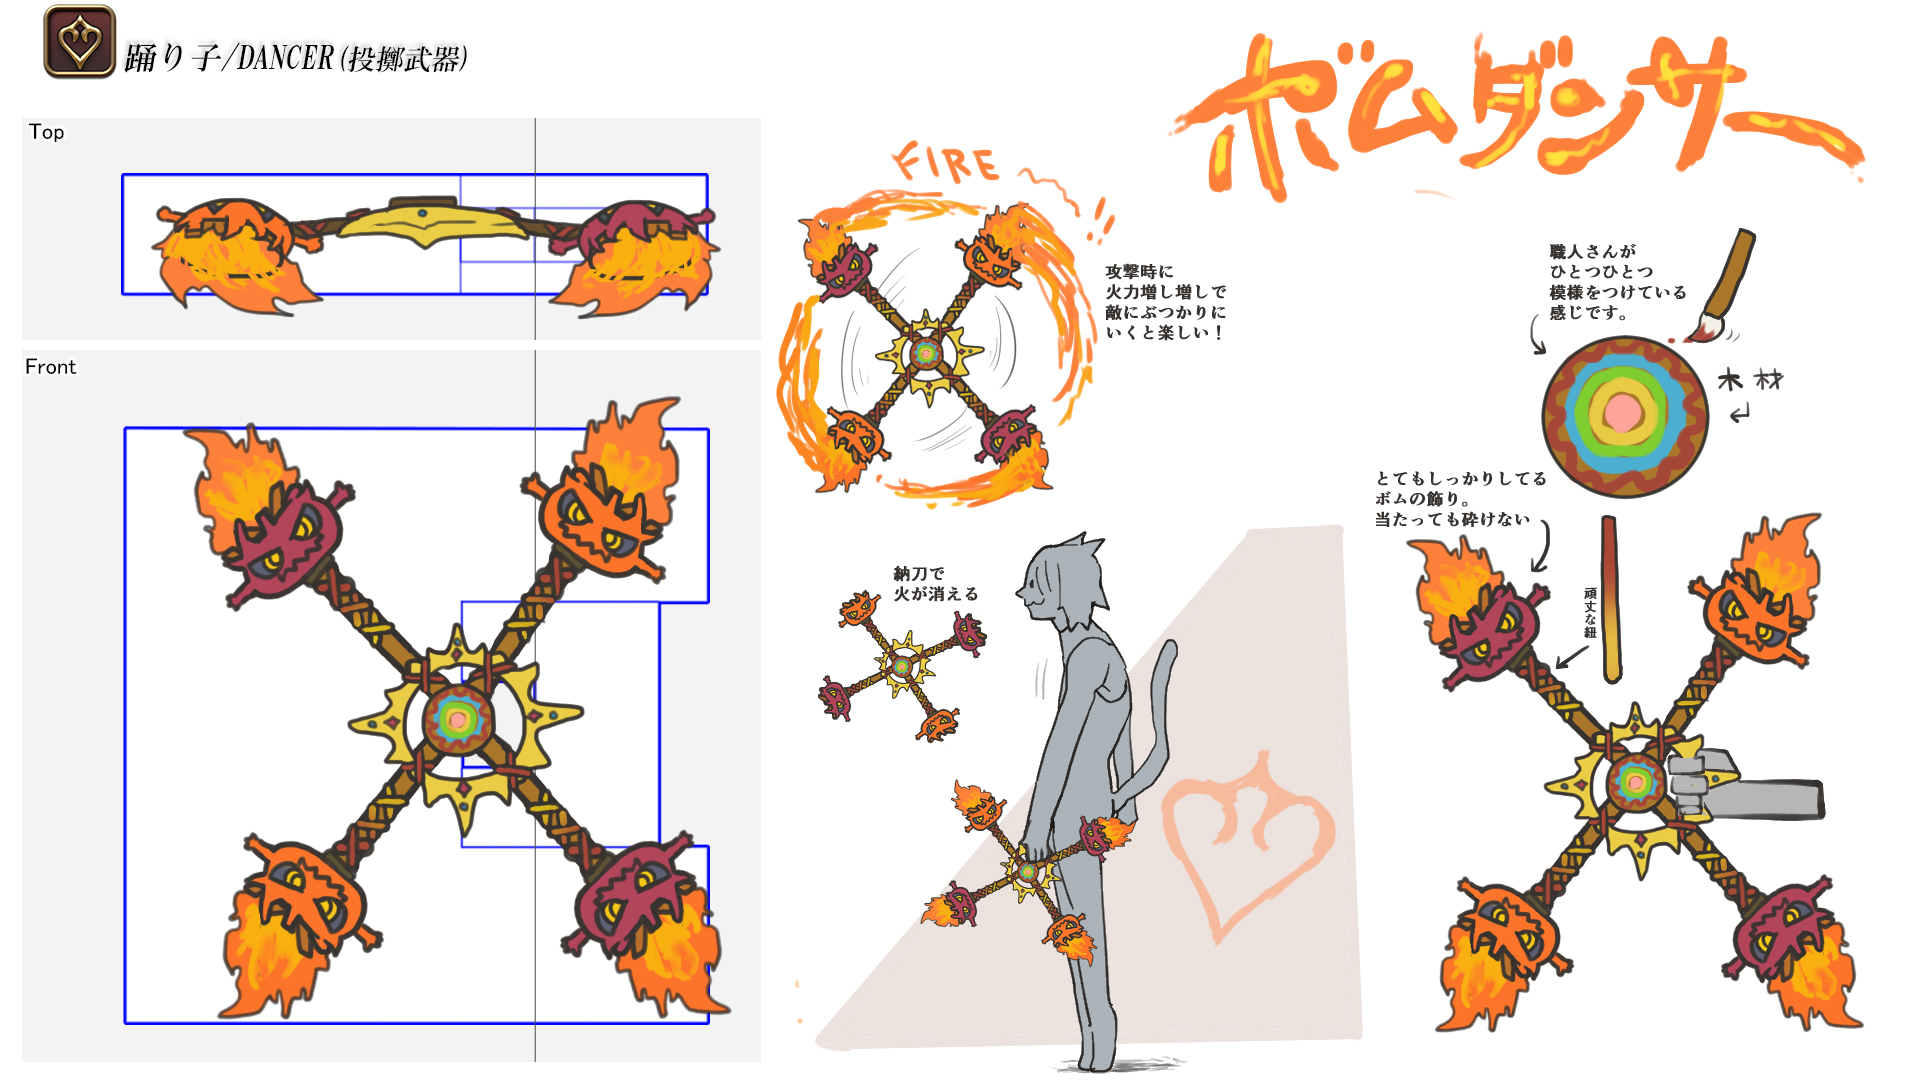 踊り子/DANCER(投擲武器)
ボムダンサー
Top
Front
FIRE
!!
攻撃時に
火力増し増しで
敵にぶつかりに
いくと楽しい！
職人さんが
ひとつひとつ
模様をつけている
感じです。
木材
とてもしっかりしてる
ボムの飾り。
当たっても砕けない
頑丈な紐
納刀で
火が消える